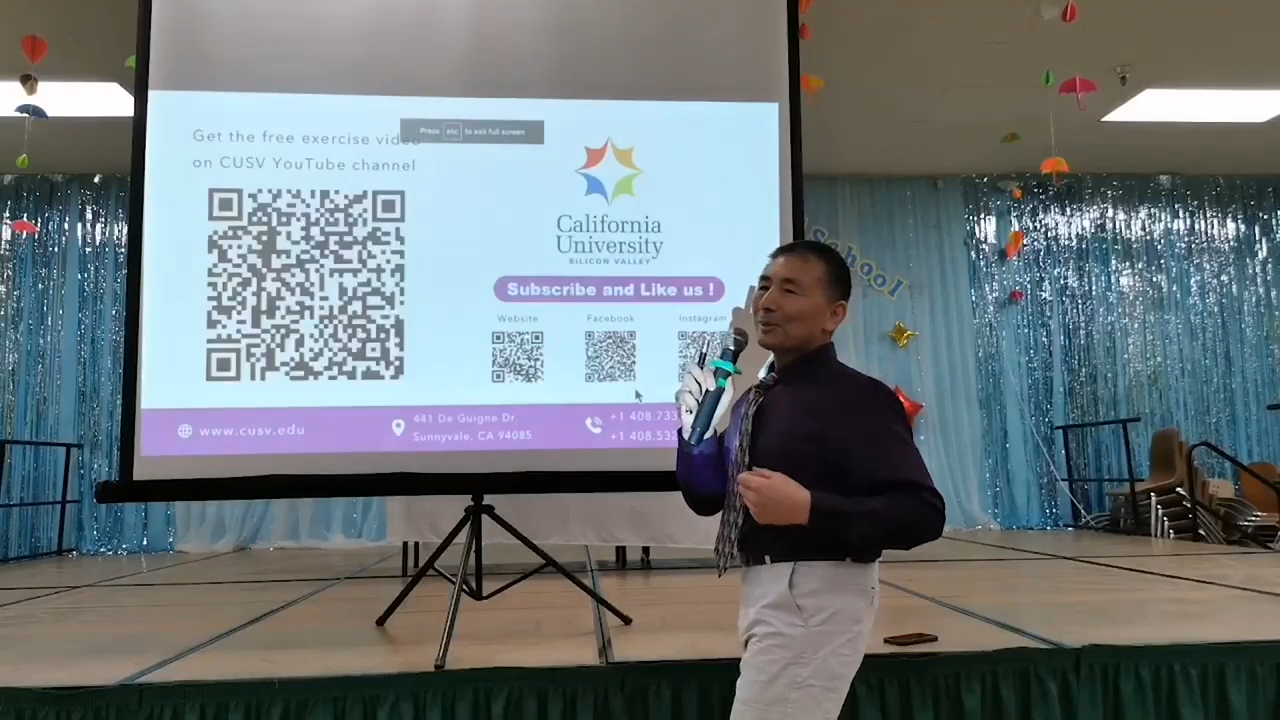 Get the free exercise video
on CUSV YouTube channel
Press esc to exit full screen
California
University
SILICON VALLEY
Subscribe and Like us !
Website
Facebook
Instagram
www.cusv.edu
441 De Guigne Dr.
Sunnyvale, CA 94085
+1 408.733
+1 408.532
School